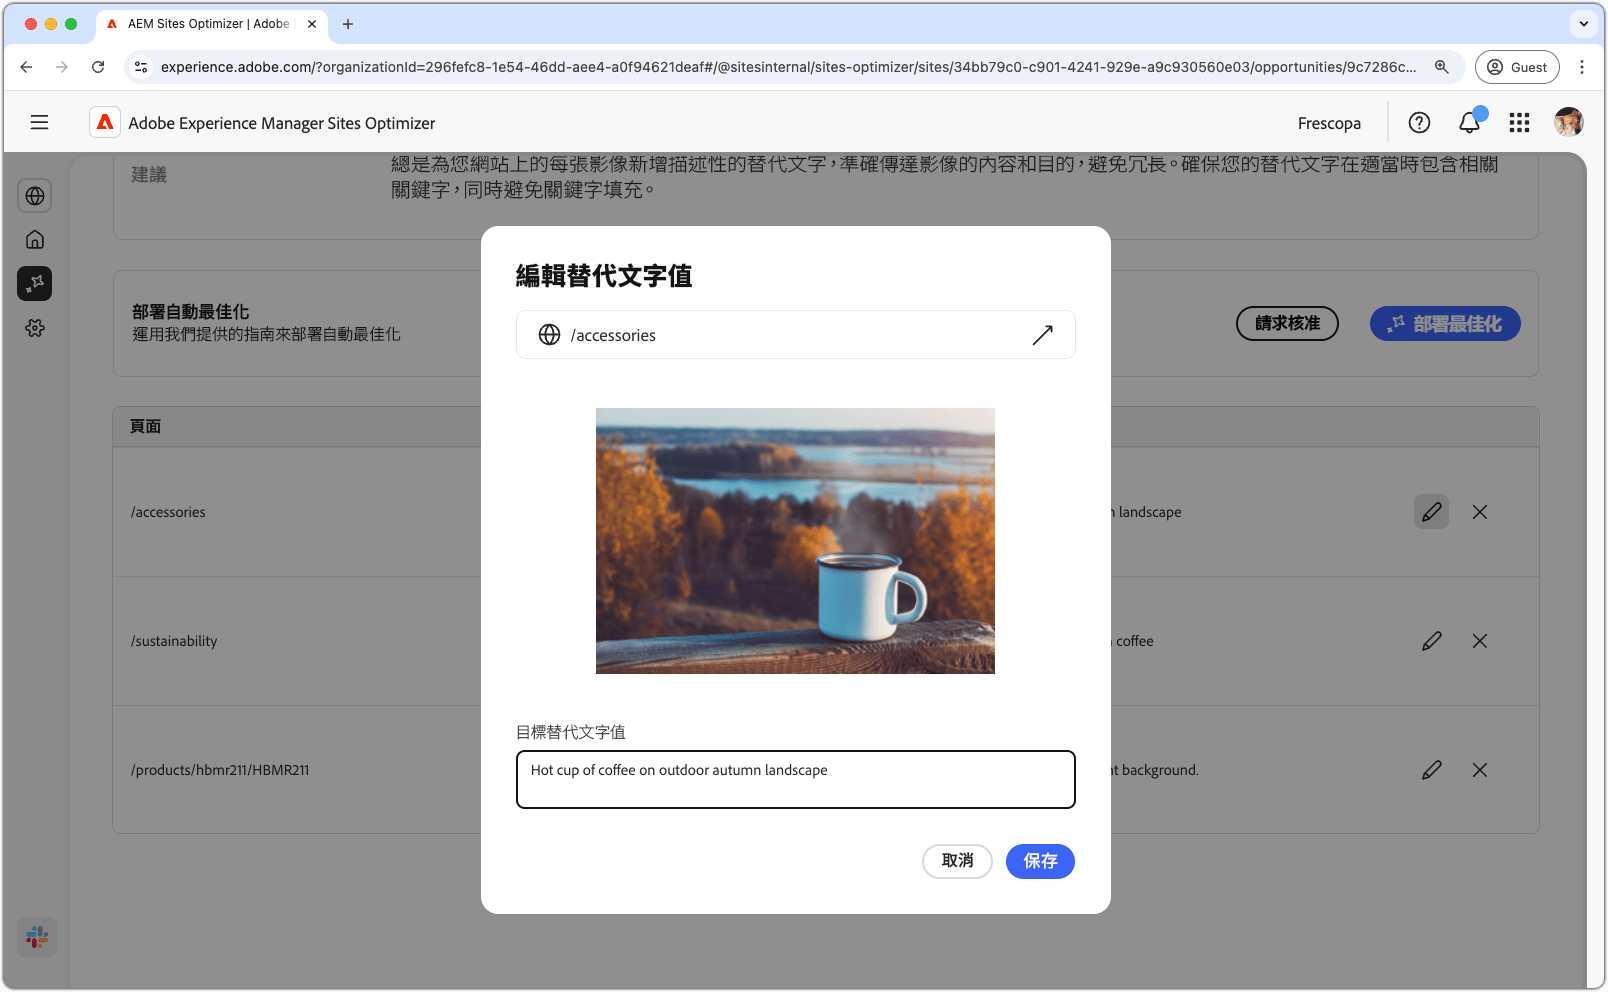 AEM Sites Optimizer | Adobe
experience.adobe.com/?organizationId=296fefc8-1e54-46dd-aee4-a0f94621deaf#/@sitesinternal/sites-optimizer/sites/34bb79c0-c901-4241-929e-a9c930560e03/opportunities/9c7286c...
Guest
Adobe Experience Manager Sites Optimizer
Frescopa
建議
總是為您網站上的每張影像新增描述性的替代文字，準確傳達影像的內容和目的，避免冗長。確保您的替代文字在適當時包含相關
關鍵字，同時避免關鍵字填充。
部署自動最佳化
運用我們提供的指南來部署自動最佳化
請求核准
部署最佳化
頁面
/accessories
landscape
/sustainability
coffee
/products/hbmr211/HBMR211
background.
編輯替代文字值
/accessories
目標替代文字值
Hot cup of coffee on outdoor autumn landscape
取消
保存